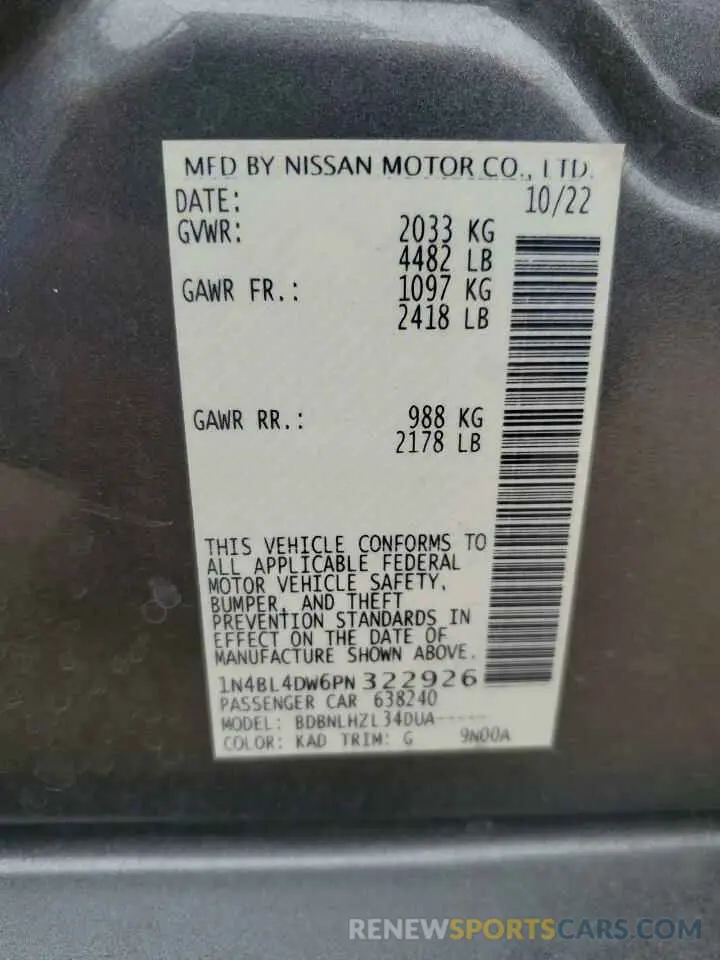 MFD BY NISSAN MOTOR CO., LTD.
DATE: 10/22
GVWR: 2033 KG
4482 LB
GAWR FR.: 1097 KG
2418 LB
GAWR RR.: 988 KG
2178 LB
THIS VEHICLE CONFORMS TO
ALL APPLICABLE FEDERAL
MOTOR VEHICLE SAFETY,
BUMPER, AND THEFT
PREVENTION STANDARDS IN
EFFECT ON THE DATE OF
MANUFACTURE SHOWN ABOVE.
1N4BL4DW6PN322926
PASSENGER CAR 638240
MODEL: BDBNLHZL34DUA-----
COLOR: KAD TRIM: G 9N00A
RENEWSPORTSCARS.COM